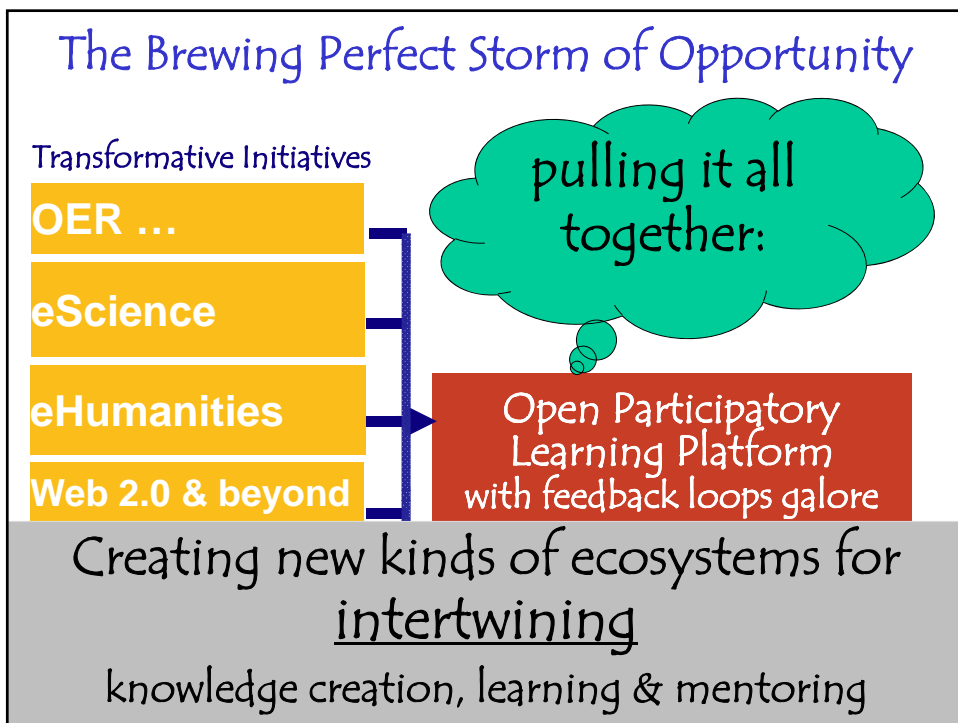 The Brewing Perfect Storm of Opportunity
Transformative Initiatives
OER …
eScience
eHumanities
Web 2.0 & beyond
pulling it all
together:
Open Participatory
Learning Platform
with feedback loops galore
Creating new kinds of ecosystems for
intertwining
knowledge creation, learning & mentoring